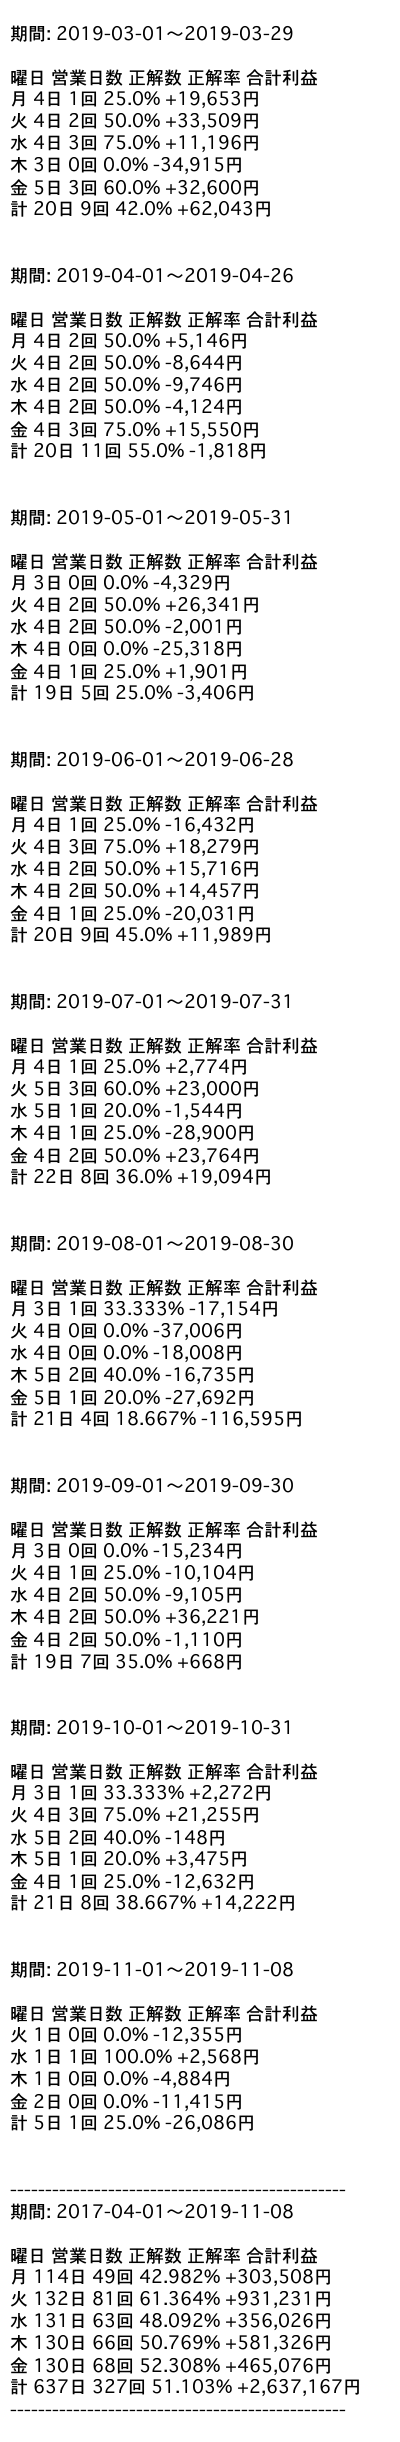 期間: 2019-03-01〜2019-03-29
曜日 営業日数 正解数 正解率 合計利益
月 4日 1回 25.0% +19,653円
火 4日 2回 50.0% +33,509円
水 4日 3回 75.0% +11,196円
木 3日 0回 0.0% -34,915円
金 5日 3回 60.0% +32,600円
計 20日 9回 42.0% +62,043円
期間: 2019-04-01〜2019-04-26
曜日 営業日数 正解数 正解率 合計利益
月 4日 2回 50.0% +5,146円
火 4日 2回 50.0% -8,644円
水 4日 2回 50.0% -9,746円
木 4日 2回 50.0% -4,124円
金 4日 3回 75.0% +15,550円
計 20日 11回 55.0% -1,818円
期間: 2019-05-01〜2019-05-31
曜日 営業日数 正解数 正解率 合計利益
月 3日 0回 0.0% -4,329円
火 4日 2回 50.0% +26,341円
水 4日 2回 50.0% -2,001円
木 4日 0回 0.0% -25,318円
金 4日 1回 25.0% +1,901円
計 19日 5回 25.0% -3,406円
期間: 2019-06-01〜2019-06-28
曜日 営業日数 正解数 正解率 合計利益
月 4日 1回 25.0% -16,432円
火 4日 3回 75.0% +18,279円
水 4日 2回 50.0% +15,716円
木 4日 2回 50.0% +14,457円
金 4日 1回 25.0% -20,031円
計 20日 9回 45.0% +11,989円
期間: 2019-07-01〜2019-07-31
曜日 営業日数 正解数 正解率 合計利益
月 4日 1回 25.0% +2,774円
火 5日 3回 60.0% +23,000円
水 5日 1回 20.0% -1,544円
木 4日 1回 25.0% -28,900円
金 4日 2回 50.0% +23,764円
計 22日 8回 36.0% +19,094円
期間: 2019-08-01〜2019-08-30
曜日 営業日数 正解数 正解率 合計利益
月 3日 1回 33.333% -17,154円
火 4日 0回 0.0% -37,006円
水 4日 0回 0.0% -18,008円
木 5日 2回 40.0% -16,735円
金 5日 1回 20.0% -27,692円
計 21日 4回 18.667% -116,595円
期間: 2019-09-01〜2019-09-30
曜日 営業日数 正解数 正解率 合計利益
月 3日 0回 0.0% -15,234円
火 4日 1回 25.0% -10,104円
水 4日 2回 50.0% -9,105円
木 4日 2回 50.0% +36,221円
金 4日 2回 50.0% -1,110円
計 19日 7回 35.0% +668円
期間: 2019-10-01〜2019-10-31
曜日 営業日数 正解数 正解率 合計利益
月 3日 1回 33.333% +2,272円
火 4日 3回 75.0% +21,255円
水 5日 2回 40.0% -148円
木 5日 1回 20.0% +3,475円
金 4日 1回 25.0% -12,632円
計 21日 8回 38.667% +14,222円
期間: 2019-11-01〜2019-11-08
曜日 営業日数 正解数 正解率 合計利益
火 1日 0回 0.0% -12,355円
水 1日 1回 100.0% +2,568円
木 1日 0回 0.0% -4,884円
金 2日 0回 0.0% -11,415円
計 5日 1回 25.0% -26,086円
------------------------------------------------
期間: 2017-04-01〜2019-11-08
曜日 営業日数 正解数 正解率 合計利益
月 114日 49回 42.982% +303,508円
火 132日 81回 61.364% +931,231円
水 131日 63回 48.092% +356,026円
木 130日 66回 50.769% +581,326円
金 130日 68回 52.308% +465,076円
計 637日 327回 51.103% +2,637,167円
------------------------------------------------